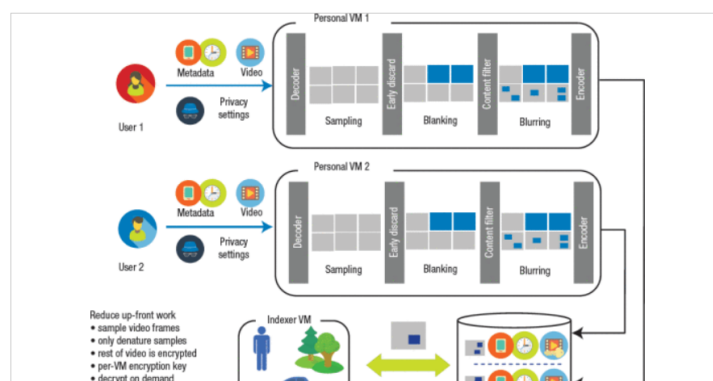 Personal VM 1
Metadata
Video
Privacy
settings
User 1
Decoder
Sampling
Early discard
Blanking
Content filter
Blurring
Encoder
Personal VM 2
Metadata
Video
Privacy
settings
User 2
Decoder
Sampling
Early discard
Blanking
Content filter
Blurring
Encoder
Reduce up-front work
• sample video frames
• only denature samples
• rest of video is encrypted
• per-VM encryption key
• decrypt on demand
Indexer VM